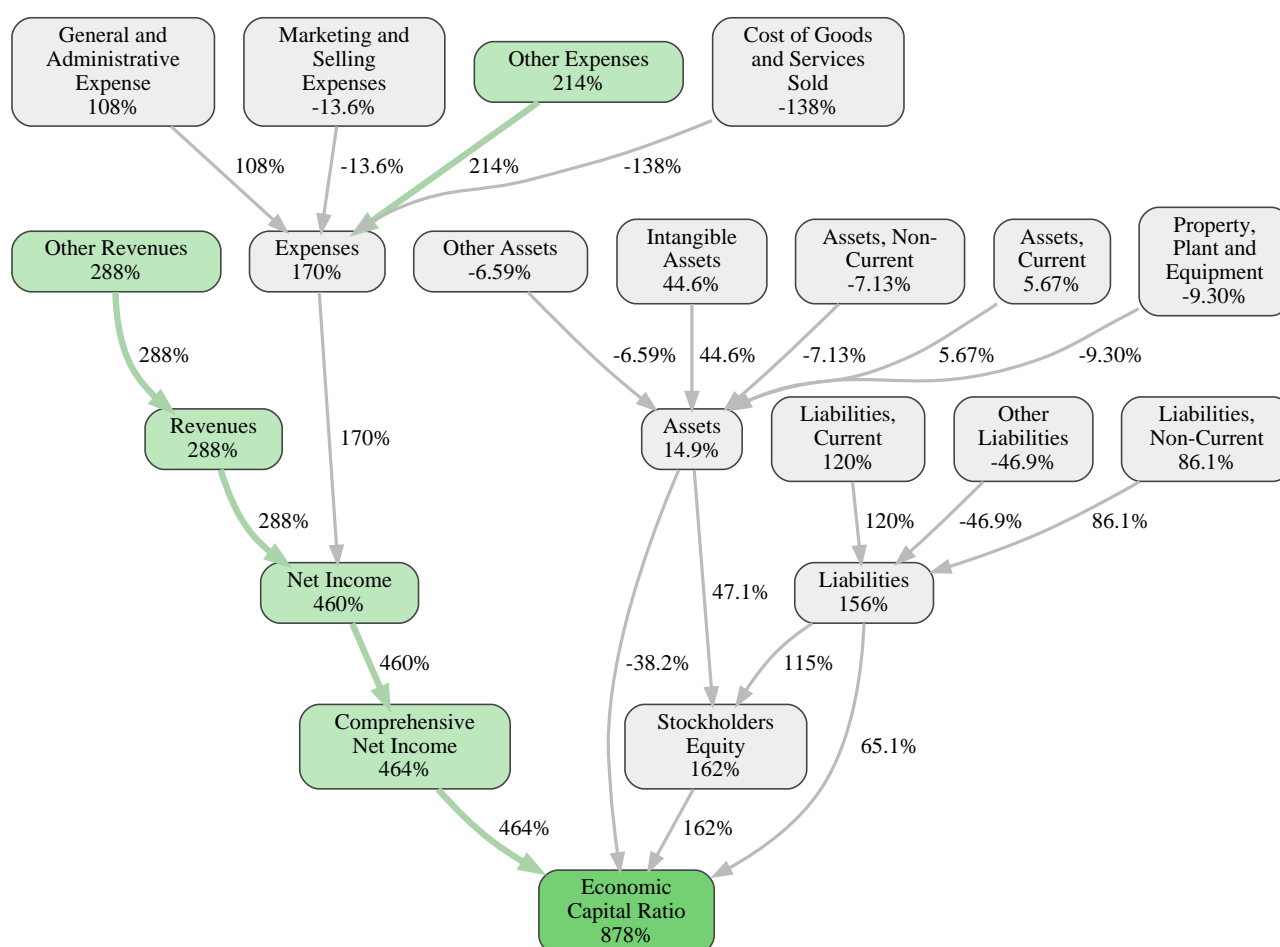 General and
Administrative
Expense
108%
Marketing and
Selling
Expenses
-13.6%
Other Expenses
214%
Cost of Goods
and Services
Sold
-138%
108%
-13.6%
214%
-138%
Other Revenues
288%
Expenses
170%
Other Assets
-6.59%
Intangible
Assets
44.6%
Assets, Non-
Current
-7.13%
Assets,
Current
5.67%
Property,
Plant and
Equipment
-9.30%
288%
-6.59%
44.6%
-7.13%
5.67%
-9.30%
Revenues
288%
170%
Assets
14.9%
Liabilities,
Current
120%
Other
Liabilities
-46.9%
Liabilities,
Non-Current
86.1%
288%
120%
-46.9%
86.1%
Net Income
460%
47.1%
Liabilities
156%
460%
-38.2%
115%
Comprehensive
Net Income
464%
Stockholders
Equity
162%
65.1%
464%
162%
Economic
Capital Ratio
878%